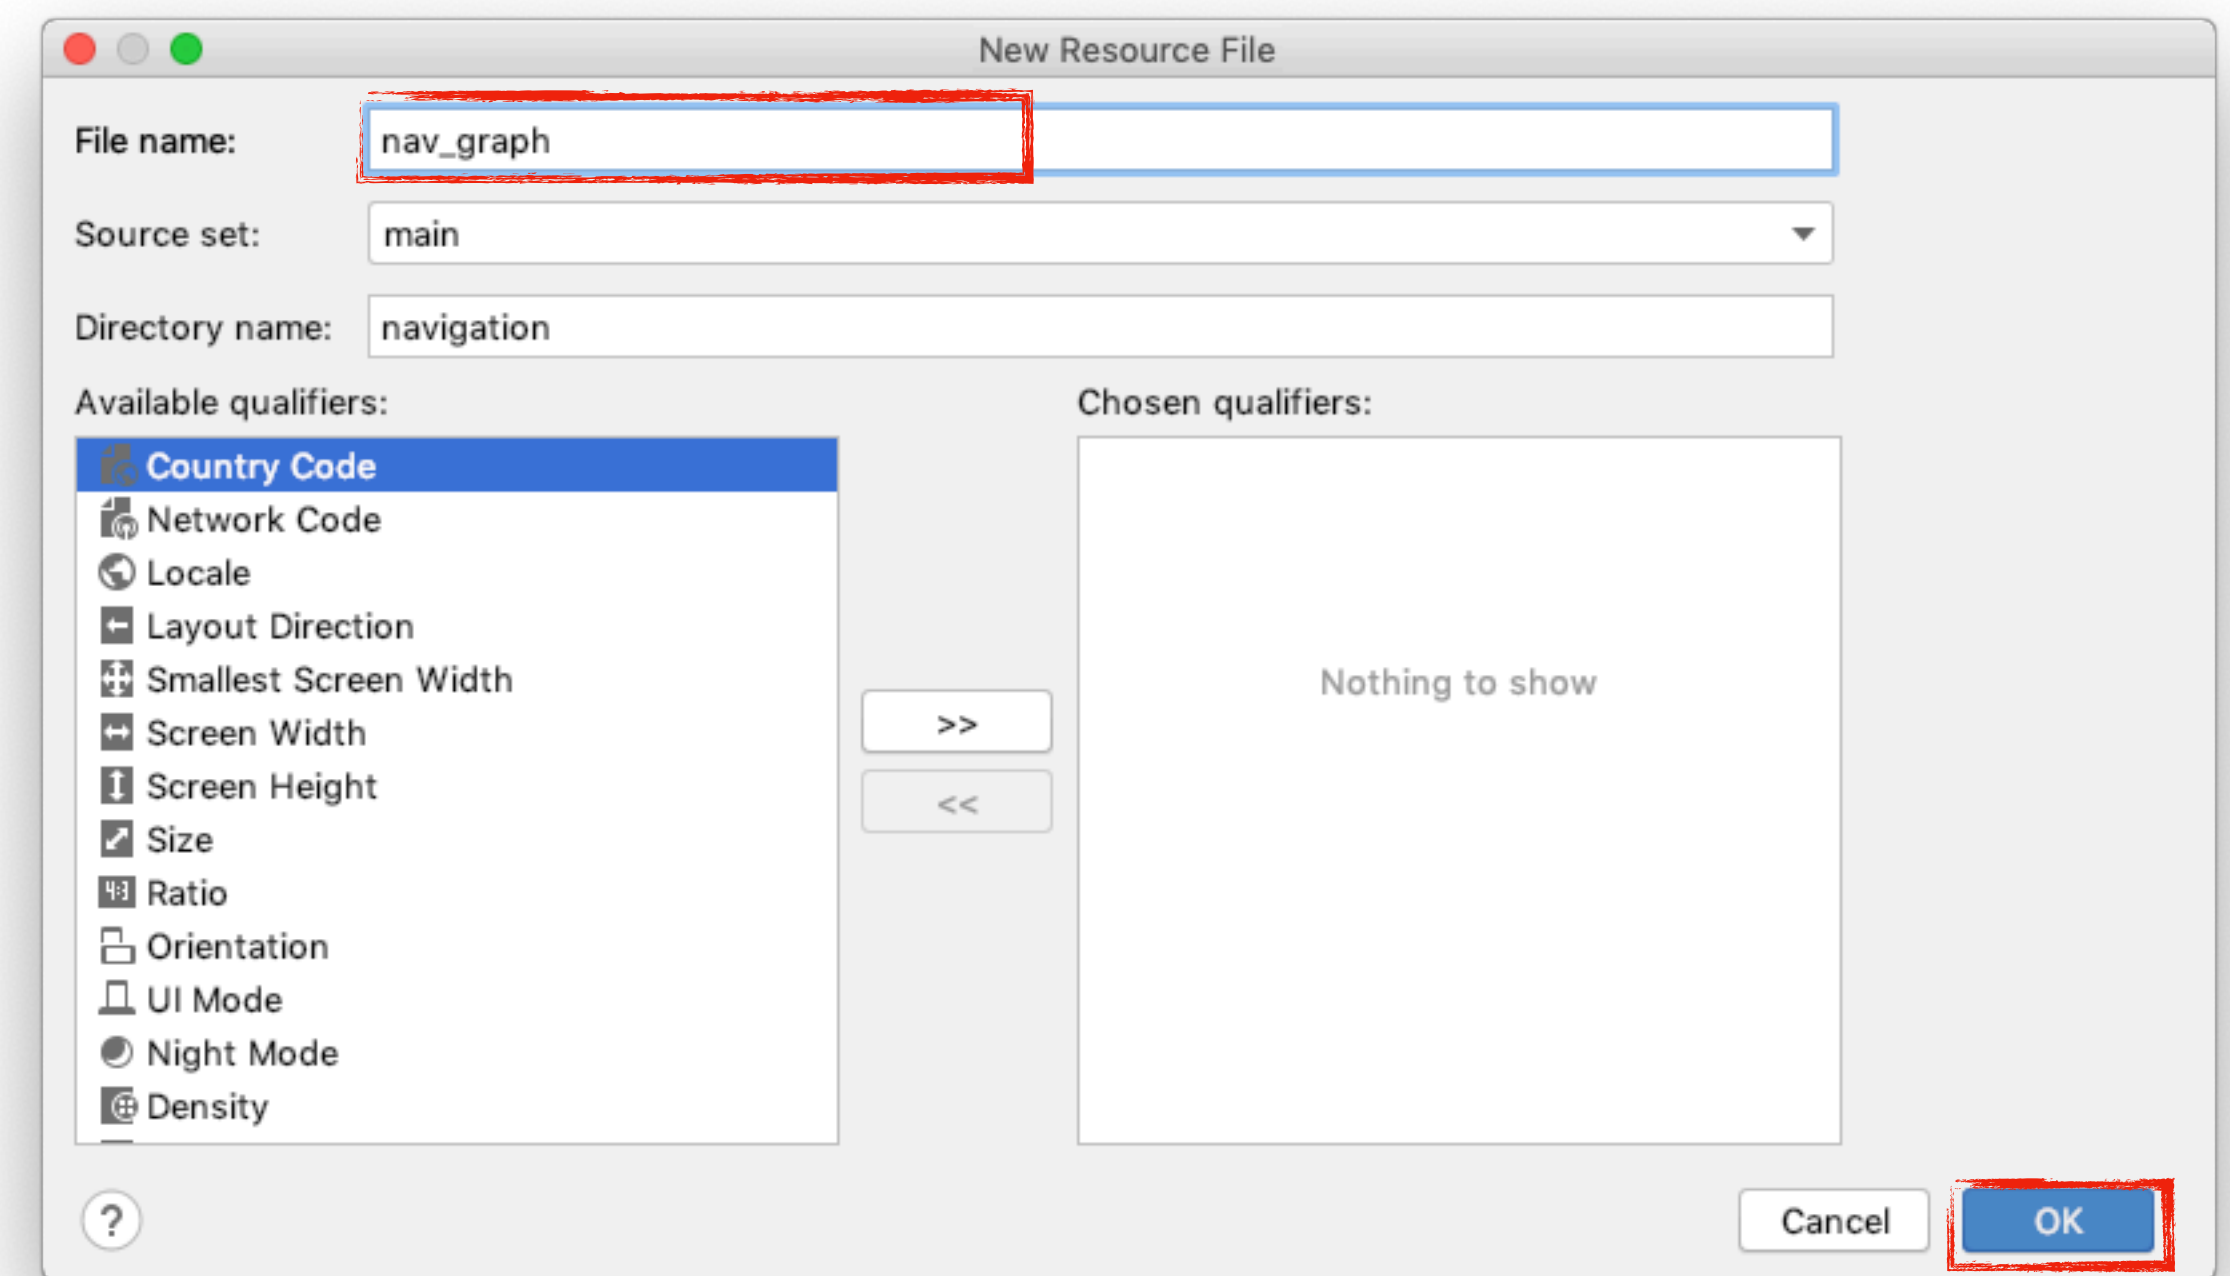 New Resource File
File name: nav_graph
Source set: main
Directory name: navigation
Available qualifiers:
Country Code
Network Code
Locale
Layout Direction
Smallest Screen Width
Screen Width
Screen Height
Size
4:3 Ratio
Orientation
UI Mode
Night Mode
Density
>>
<<
Chosen qualifiers:
Nothing to show
?
Cancel
OK